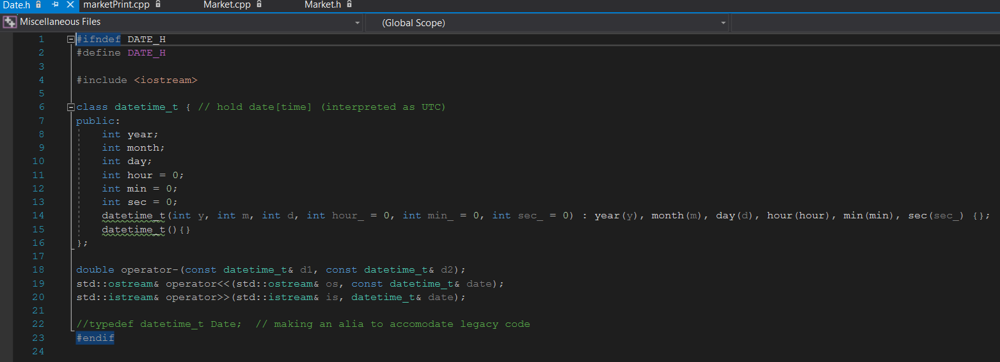 Date.h marketPrint.cpp Market.cpp Market.h
Miscellaneous Files (Global Scope)
1 #ifndef DATE_H
2 #define DATE_H
3
4 #include <iostream>
5
6 class datetime_t { // hold date[time] (interpreted as UTC)
7 public:
8 int year;
9 int month;
10 int day;
11 int hour = 0;
12 int min = 0;
13 int sec = 0;
14 datetime_t(int y, int m, int d, int hour_ = 0, int min_ = 0, int sec_ = 0) : year(y), month(m), day(d), hour(hour), min(min), sec(sec_) {};
15 datetime_t(){}
16 };
17
18 double operator-(const datetime_t& d1, const datetime_t& d2);
19 std::ostream& operator<<(std::ostream& os, const datetime_t& date);
20 std::istream& operator>>(std::istream& is, datetime_t& date);
21
22 //typedef datetime_t Date;  // making an alia to accomodate legacy code
23 #endif
24